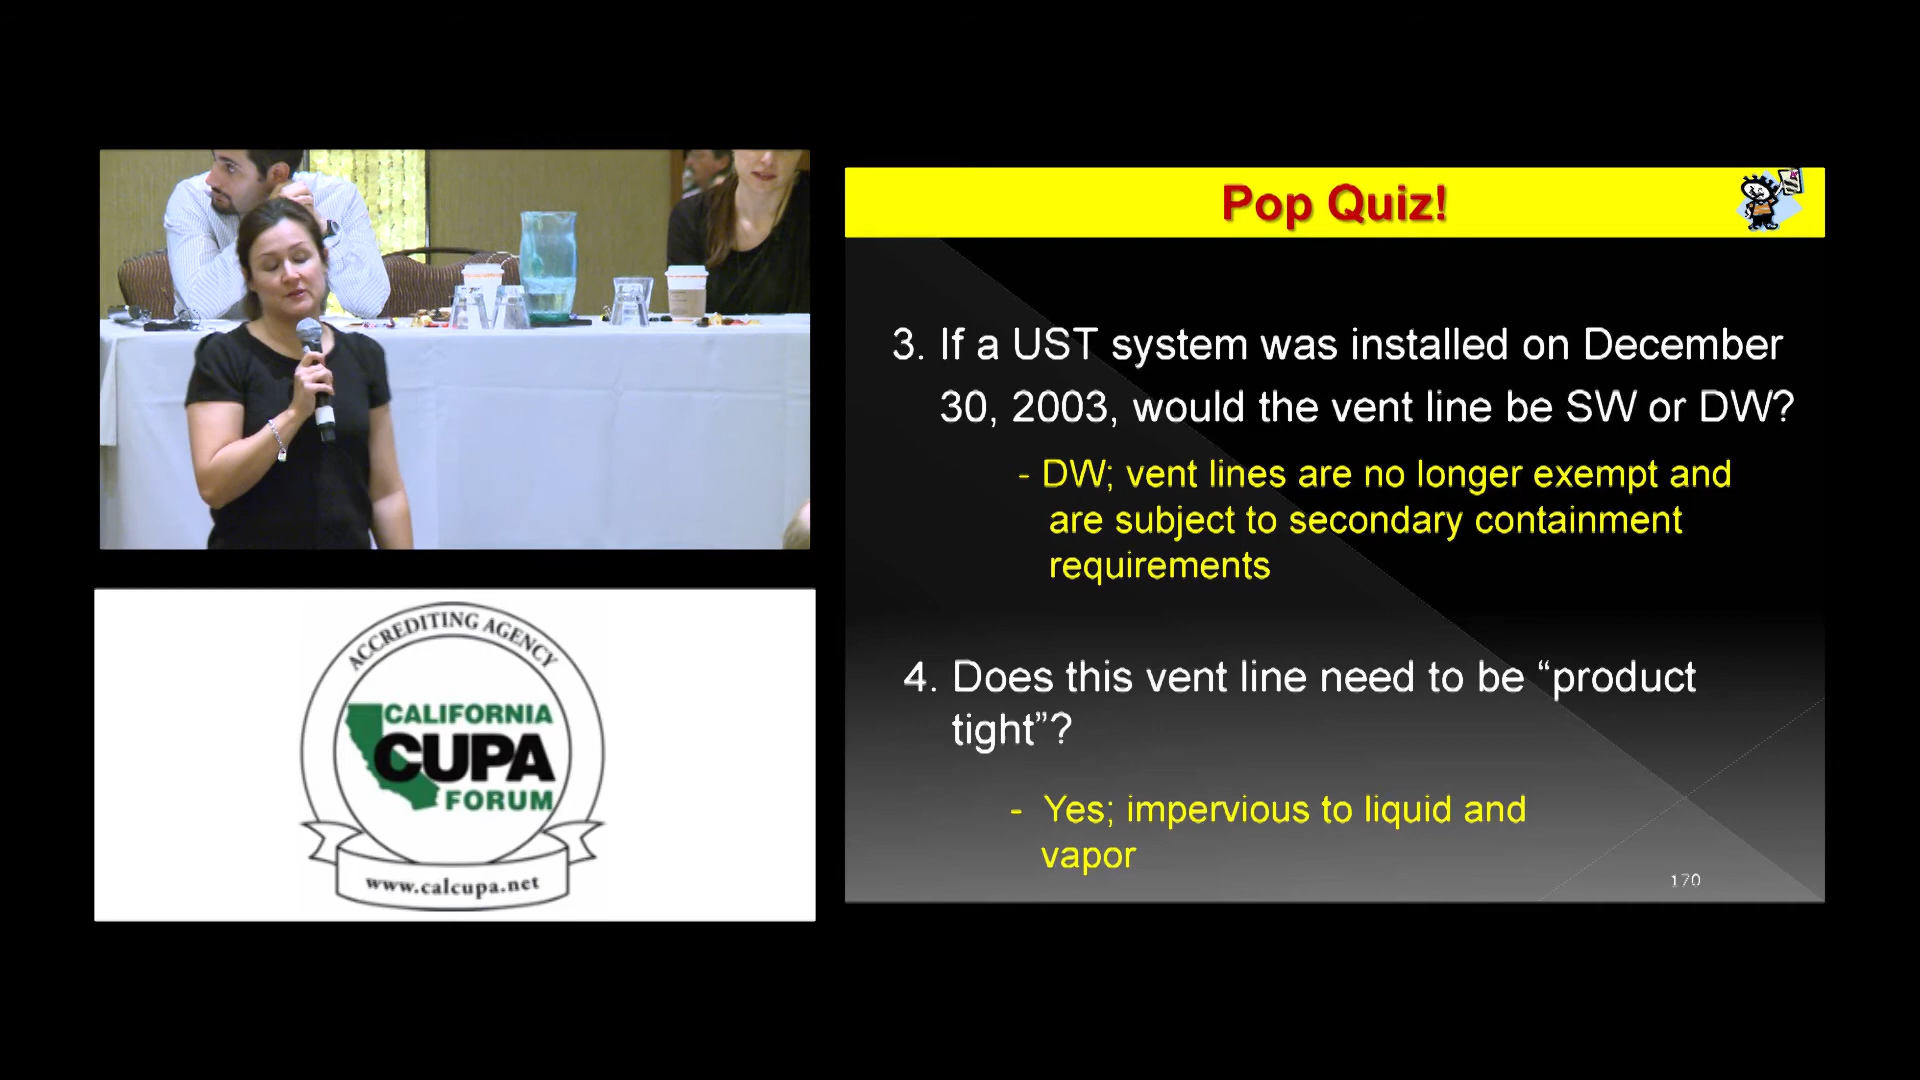 Pop Quiz!
3. If a UST system was installed on December
30, 2003, would the vent line be SW or DW?
- DW; vent lines are no longer exempt and
are subject to secondary containment
requirements
4. Does this vent line need to be “product
tight”?
- Yes; impervious to liquid and
vapor
170
ACCREDITING AGENCY
CALIFORNIA
CUPA
FORUM
www.calcupa.net